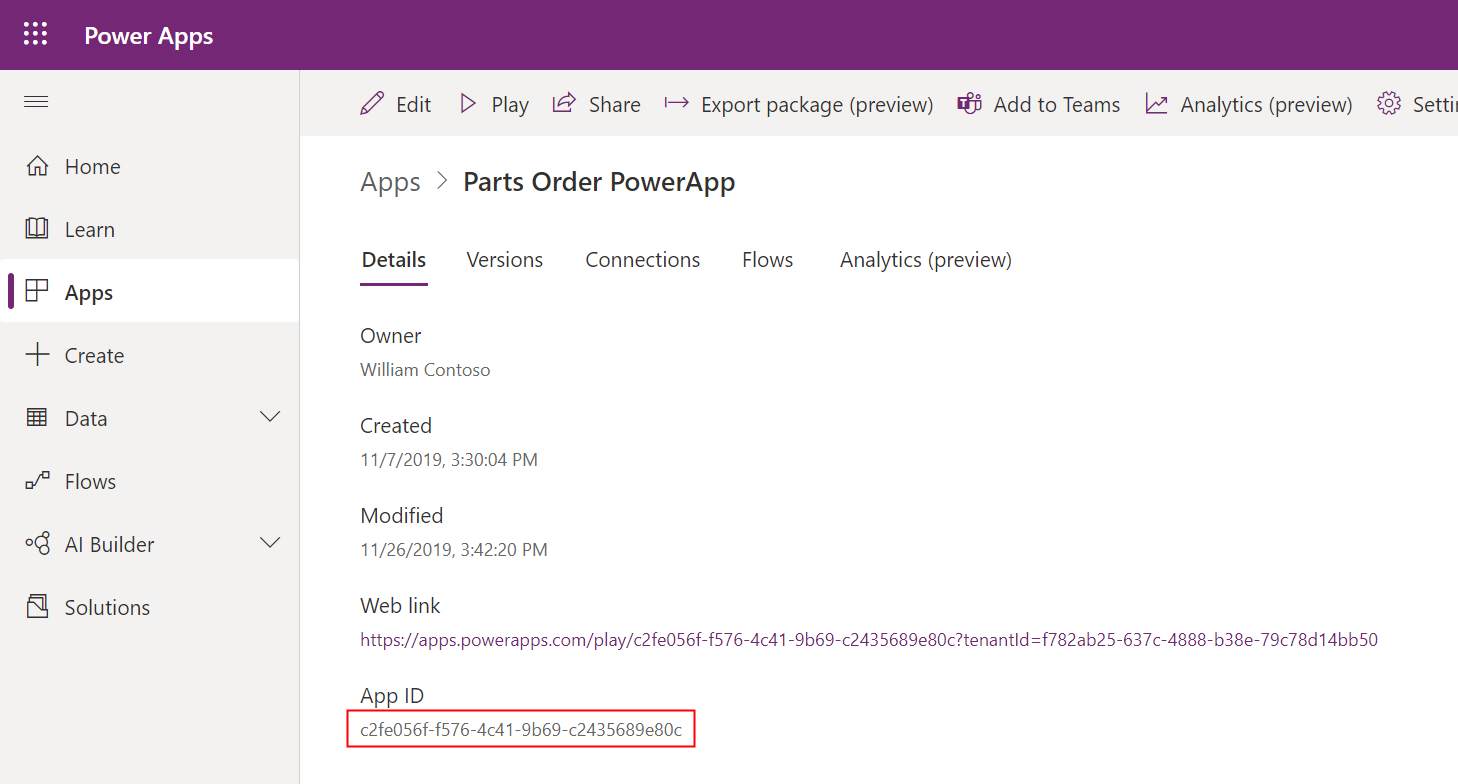 Power Apps
Edit Play Share Export package (preview) Add to Teams Analytics (preview) Settin
Home
Learn
Apps
Create
Data
Flows
AI Builder
Solutions
Apps > Parts Order PowerApp
Details Versions Connections Flows Analytics (preview)
Owner
William Contoso
Created
11/7/2019, 3:30:04 PM
Modified
11/26/2019, 3:42:20 PM
Web link
https://apps.powerapps.com/play/c2fe056f-f576-4c41-9b69-c2435689e80c?tenantId=f782ab25-637c-4888-b38e-79c78d14bb50
App ID
c2fe056f-f576-4c41-9b69-c2435689e80c